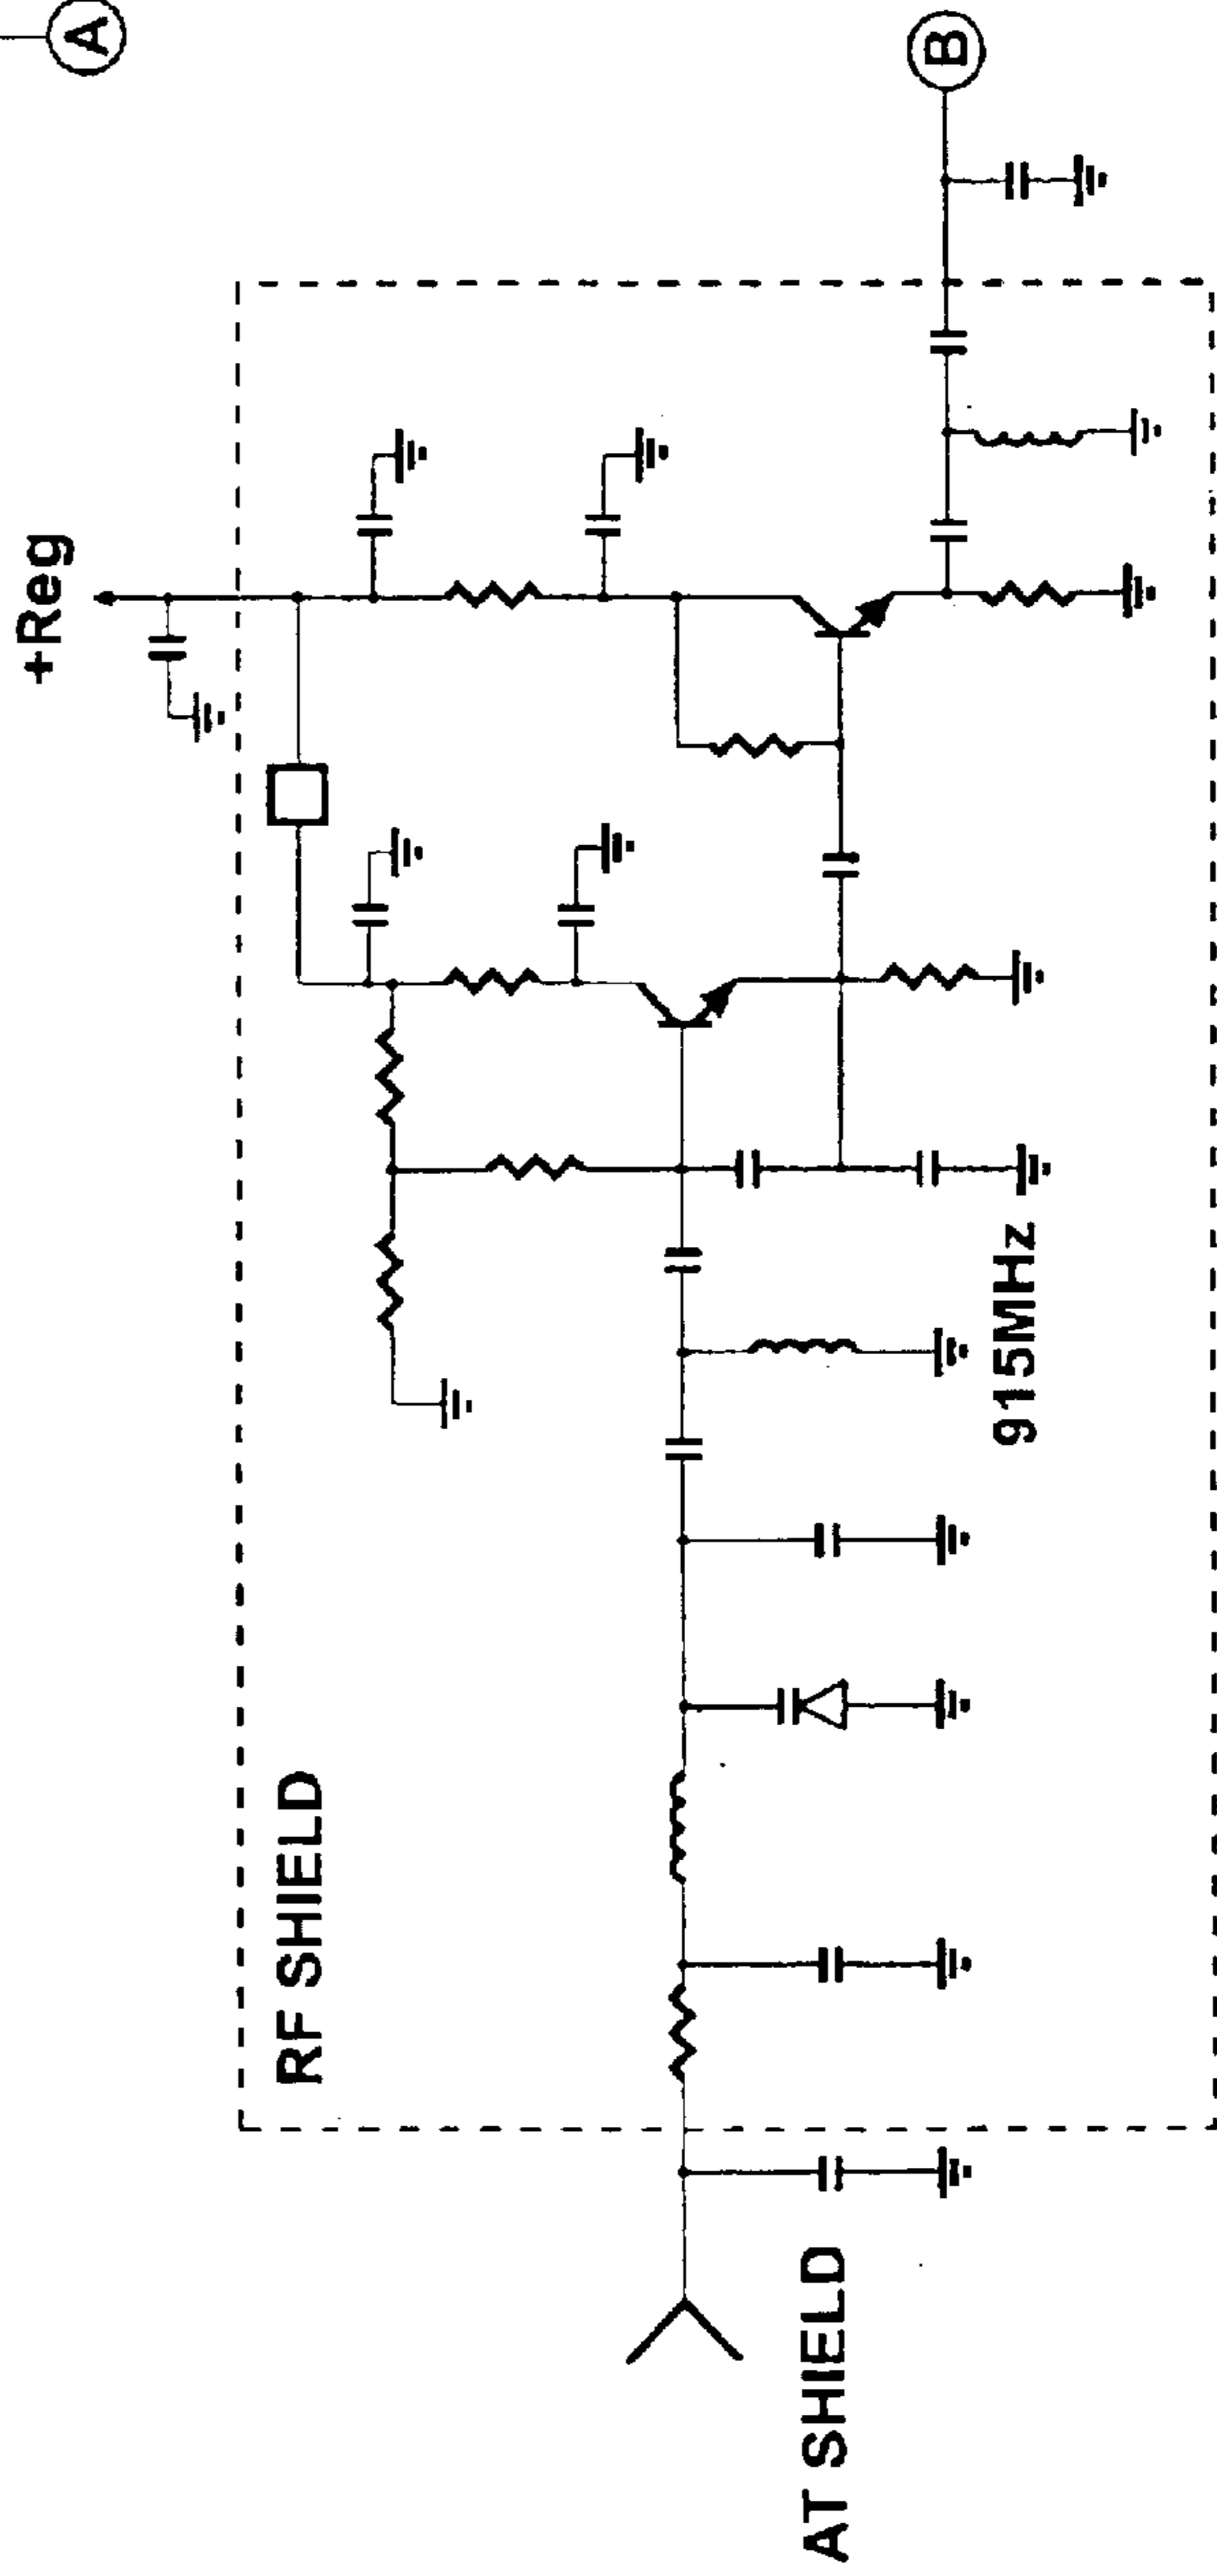 A
+Reg
B
RF SHIELD
915MHz
AT SHIELD